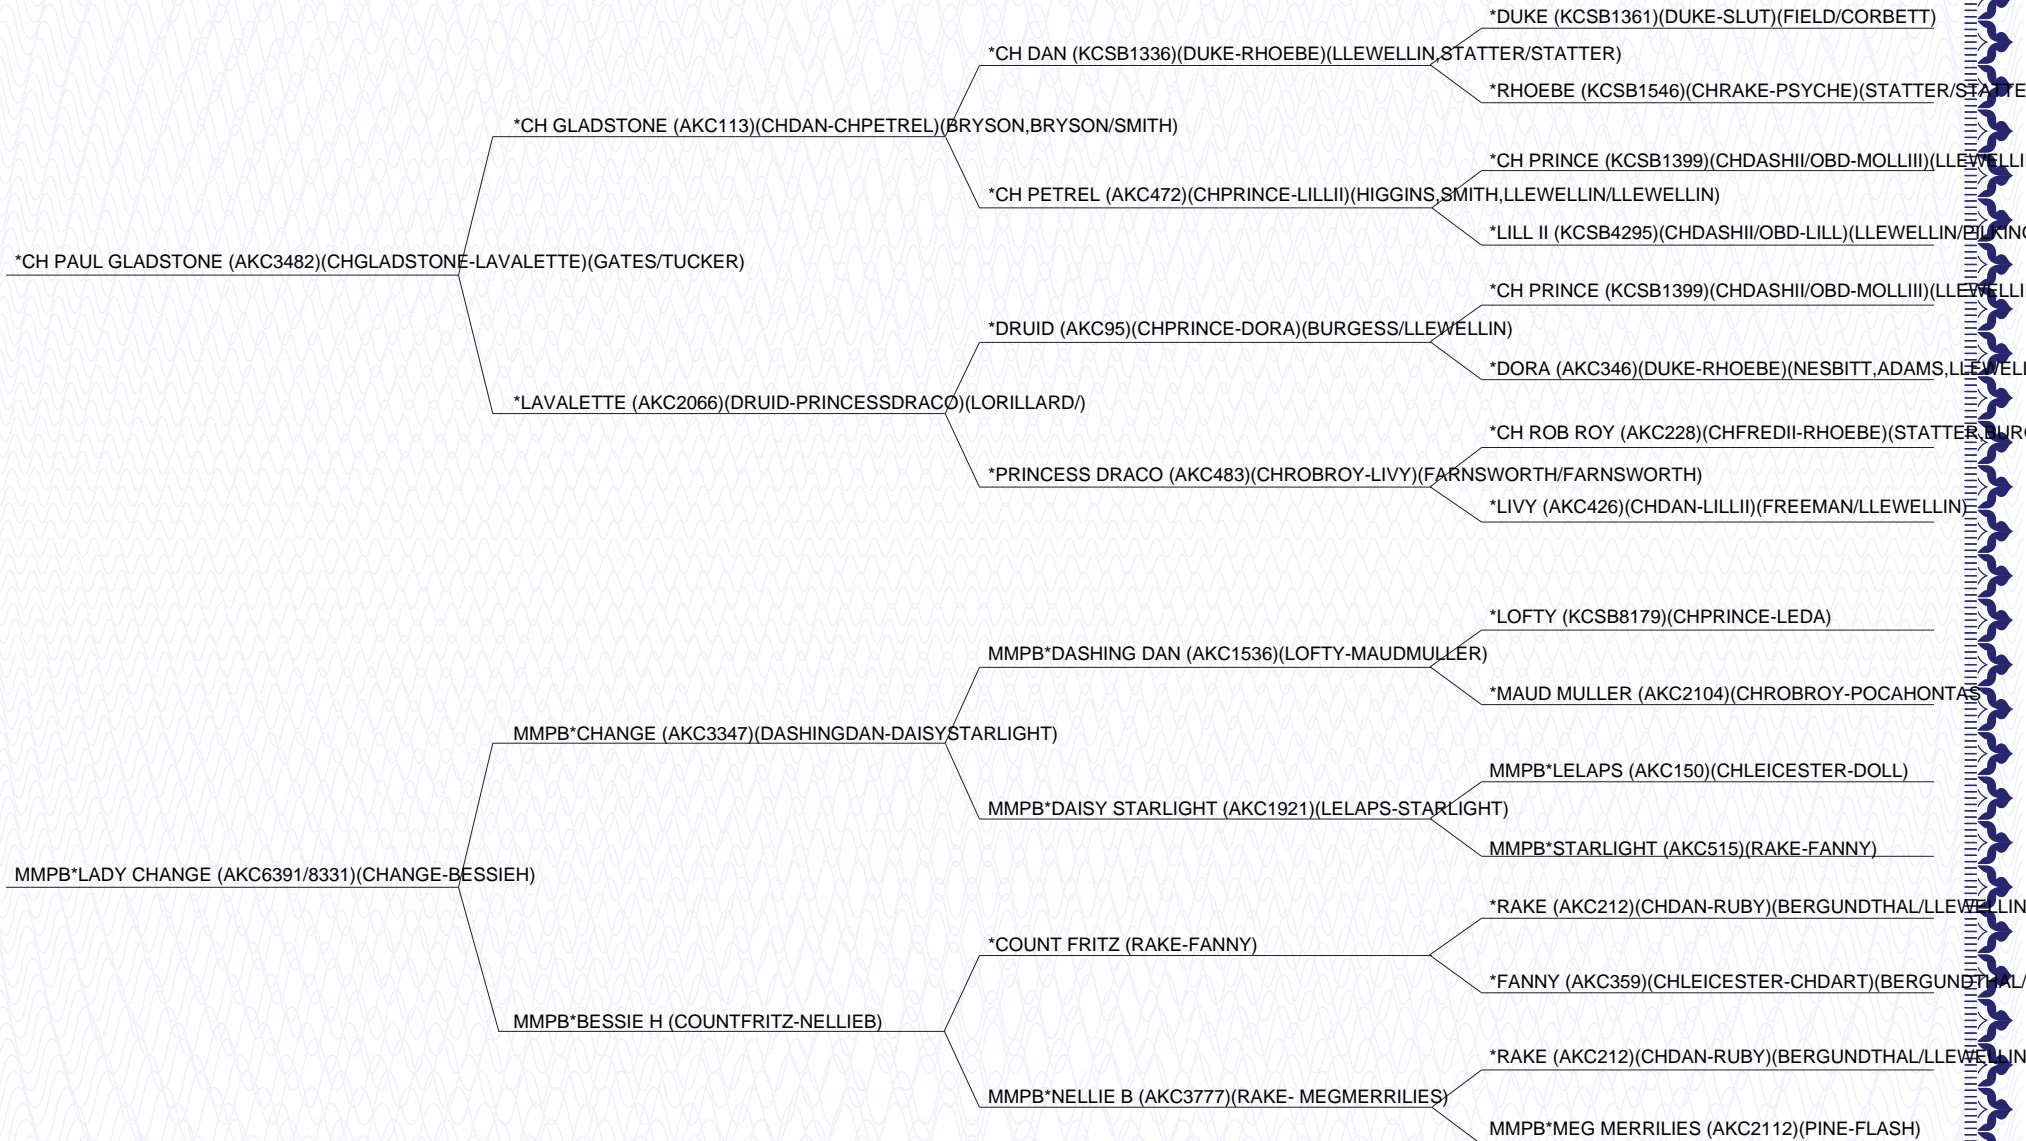 *DUKE (KCSB1361)(DUKE-SLUT)(FIELD/CORBETT)
*CH DAN (KCSB1336)(DUKE-RHOEBE)(LLEWELLIN,STATTER/STATTER)
*RHOEBE (KCSB1546)(CHRAKE-PSYCHE)(STATTER/STATTE
*CH GLADSTONE (AKC113)(CHDAN-CHPETREL)(BRYSON,BRYSON/SMITH)
*CH PRINCE (KCSB1399)(CHDASHII/OBD-MOLLIII)(LLEWELLI
*CH PETREL (AKC472)(CHPRINCE-LILLII)(HIGGINS,SMITH,LLEWELLIN/LLEWELLIN)
*LILL II (KCSB4295)(CHDASHII/OBD-LILL)(LLEWELLIN/PILKING
*CH PAUL GLADSTONE (AKC3482)(CHGLADSTONE-LAVALETTE)(GATES/TUCKER)
*CH PRINCE (KCSB1399)(CHDASHII/OBD-MOLLIII)(LLEWELLI
*DRUID (AKC95)(CHPRINCE-DORA)(BURGESS/LLEWELLIN)
*DORA (AKC346)(DUKE-RHOEBE)(NESBITT,ADAMS,LLEWELL
*LAVALETTE (AKC2066)(DRUID-PRINCESSDRACO)(LORILLARD/)
*CH ROB ROY (AKC228)(CHFREDII-RHOEBE)(STATTER,BURG
*PRINCESS DRACO (AKC483)(CHROBROY-LIVY)(FARNSWORTH/FARNSWORTH)
*LIVY (AKC426)(CHDAN-LILLII)(FREEMAN/LLEWELLIN)
*LOFTY (KCSB8179)(CHPRINCE-LEDA)
MMPB*DASHING DAN (AKC1536)(LOFTY-MAUDMULLER)
*MAUD MULLER (AKC2104)(CHROBROY-POCAHONTAS
MMPB*CHANGE (AKC3347)(DASHINGDAN-DAISYSTARLIGHT)
MMPB*LELAPS (AKC150)(CHLEICESTER-DOLL)
MMPB*DAISY STARLIGHT (AKC1921)(LELAPS-STARLIGHT)
MMPB*STARLIGHT (AKC515)(RAKE-FANNY)
MMPB*LADY CHANGE (AKC6391/8331)(CHANGE-BESSIEH)
*RAKE (AKC212)(CHDAN-RUBY)(BERGUNDTHAL/LLEWELLIN
*COUNT FRITZ (RAKE-FANNY)
*FANNY (AKC359)(CHLEICESTER-CHDART)(BERGUNDTHAL/
MMPB*BESSIE H (COUNTFRITZ-NELLIEB)
*RAKE (AKC212)(CHDAN-RUBY)(BERGUNDTHAL/LLEWELLIN
MMPB*NELLIE B (AKC3777)(RAKE- MEGMERRILIES)
MMPB*MEG MERRILIES (AKC2112)(PINE-FLASH)